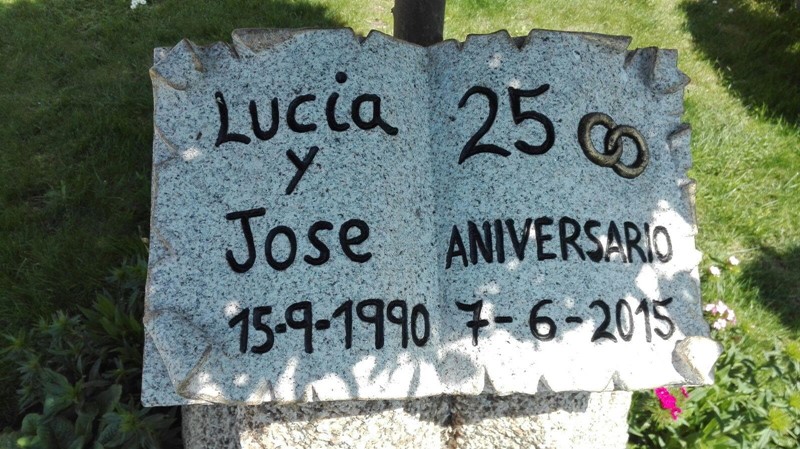 Lucia
y
Jose
15-9-1990
25
ANIVERSARIO
7-6-2015